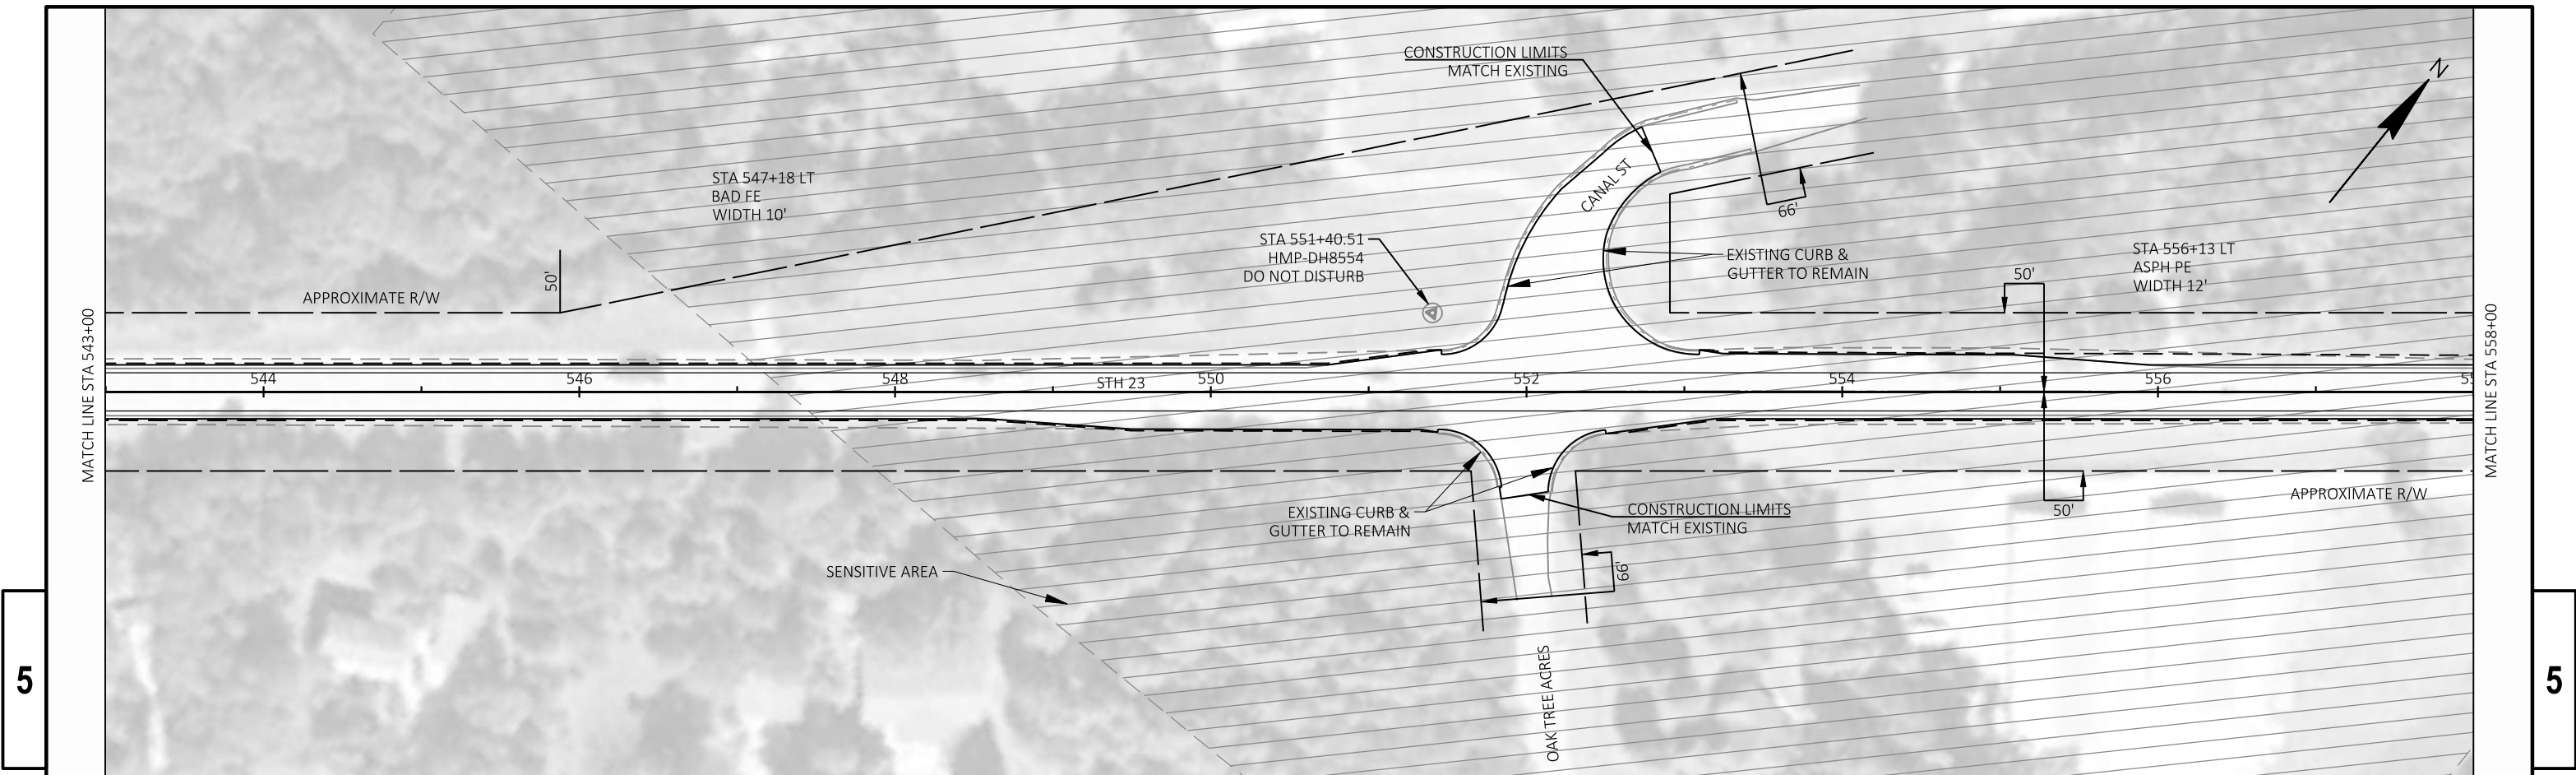 CONSTRUCTION LIMITS
MATCH EXISTING
N
STA 547+18 LT
BAD FE
WIDTH 10'
CANAL ST
66'
STA 551+40.51
HMP-DH8554
DO NOT DISTURB
EXISTING CURB &
GUTTER TO REMAIN
STA 556+13 LT
ASPH PE
WIDTH 12'
50'
50'
APPROXIMATE R/W
MATCH LINE STA 543+00
MATCH LINE STA 558+00
544
546
548
STH 23
550
552
554
556
APPROXIMATE R/W
50'
EXISTING CURB &
GUTTER TO REMAIN
CONSTRUCTION LIMITS
MATCH EXISTING
SENSITIVE AREA
66'
OAK TREE ACRES
5
5